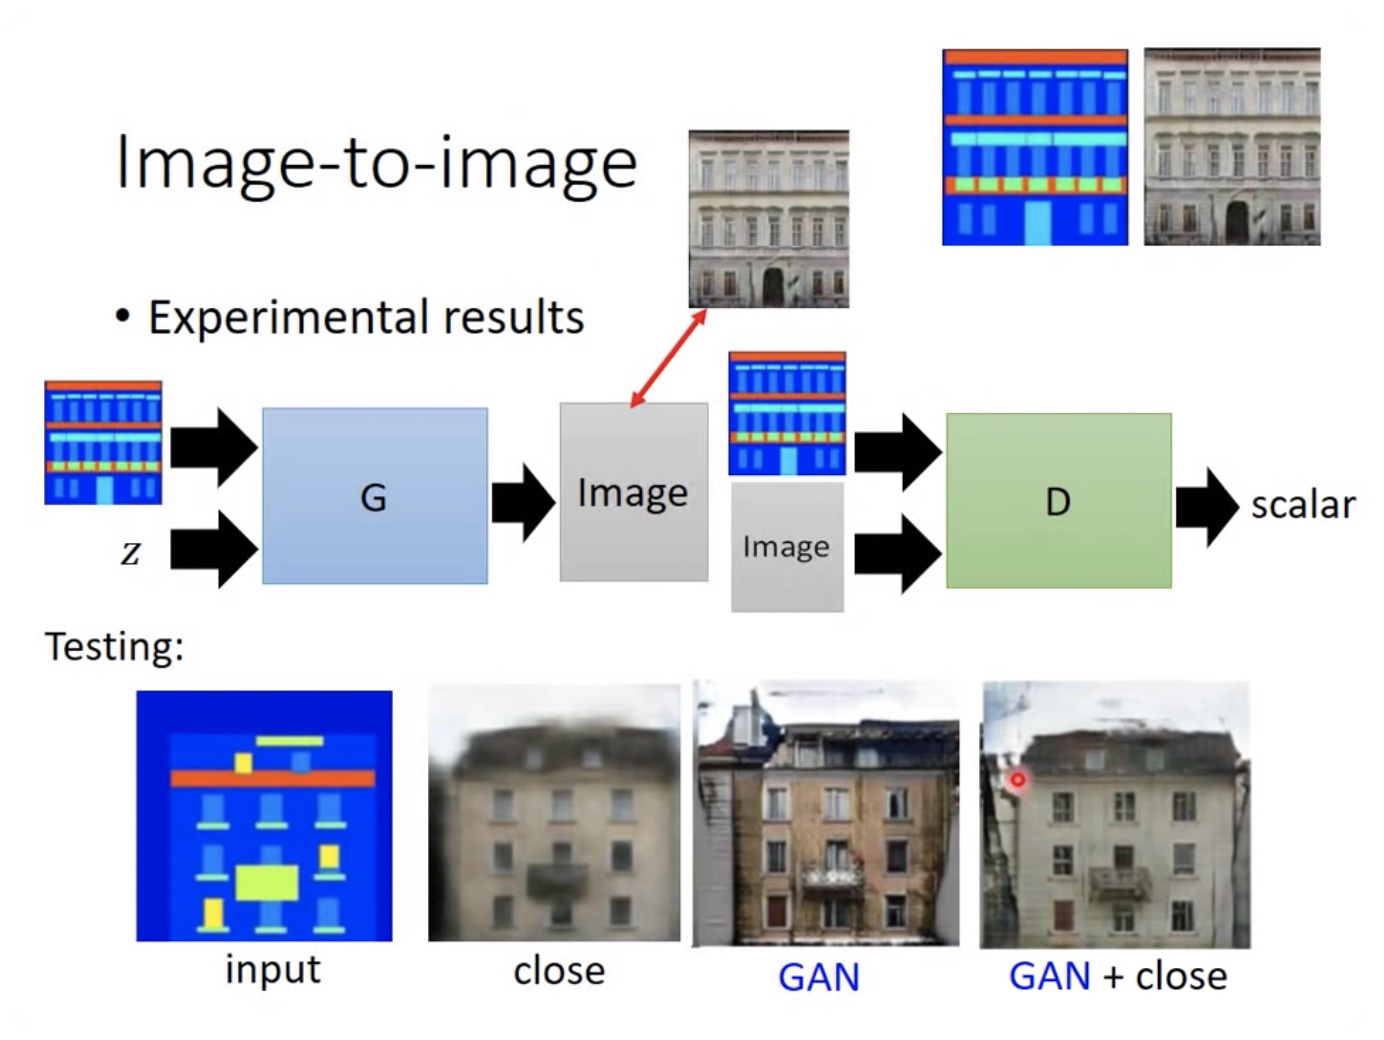 Image-to-image
• Experimental results
G
Image
Image
D
scalar
z
Testing:
input
close
GAN
GAN + close